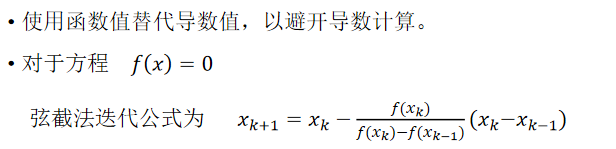 • 使用函数值替代导数值，以避开导数计算。
• 对于方程 f(x) = 0
弦截法迭代公式为 x_{k+1} = x_k − \frac{f(x_k)}{f(x_k)−f(x_{k−1})}(x_k−x_{k−1})